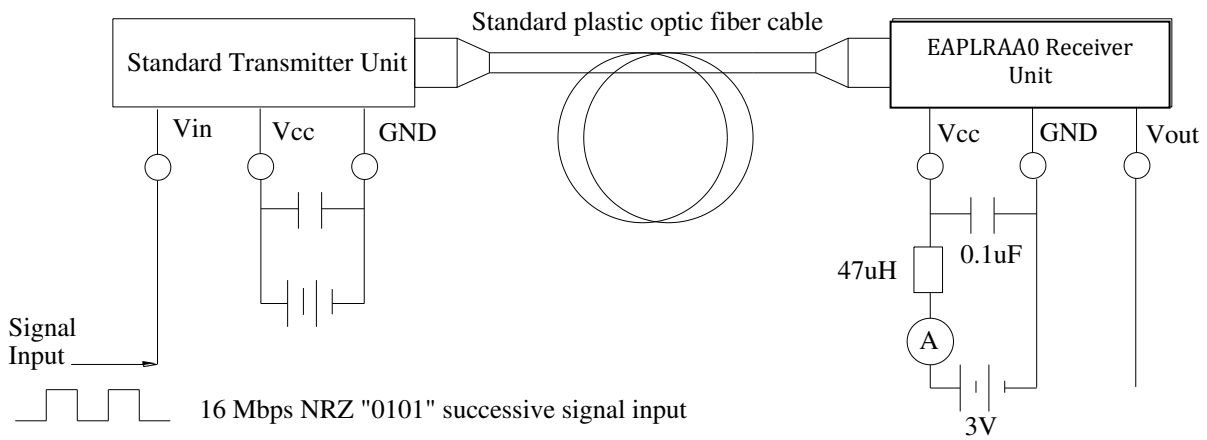 Standard plastic optic fiber cable
Standard Transmitter Unit
EAPLRAA0 Receiver
Unit
Vin
Vcc
GND
Vcc
GND
Vout
47uH
0.1uF
A
3V
Signal
Input
16 Mbps NRZ "0101" successive signal input